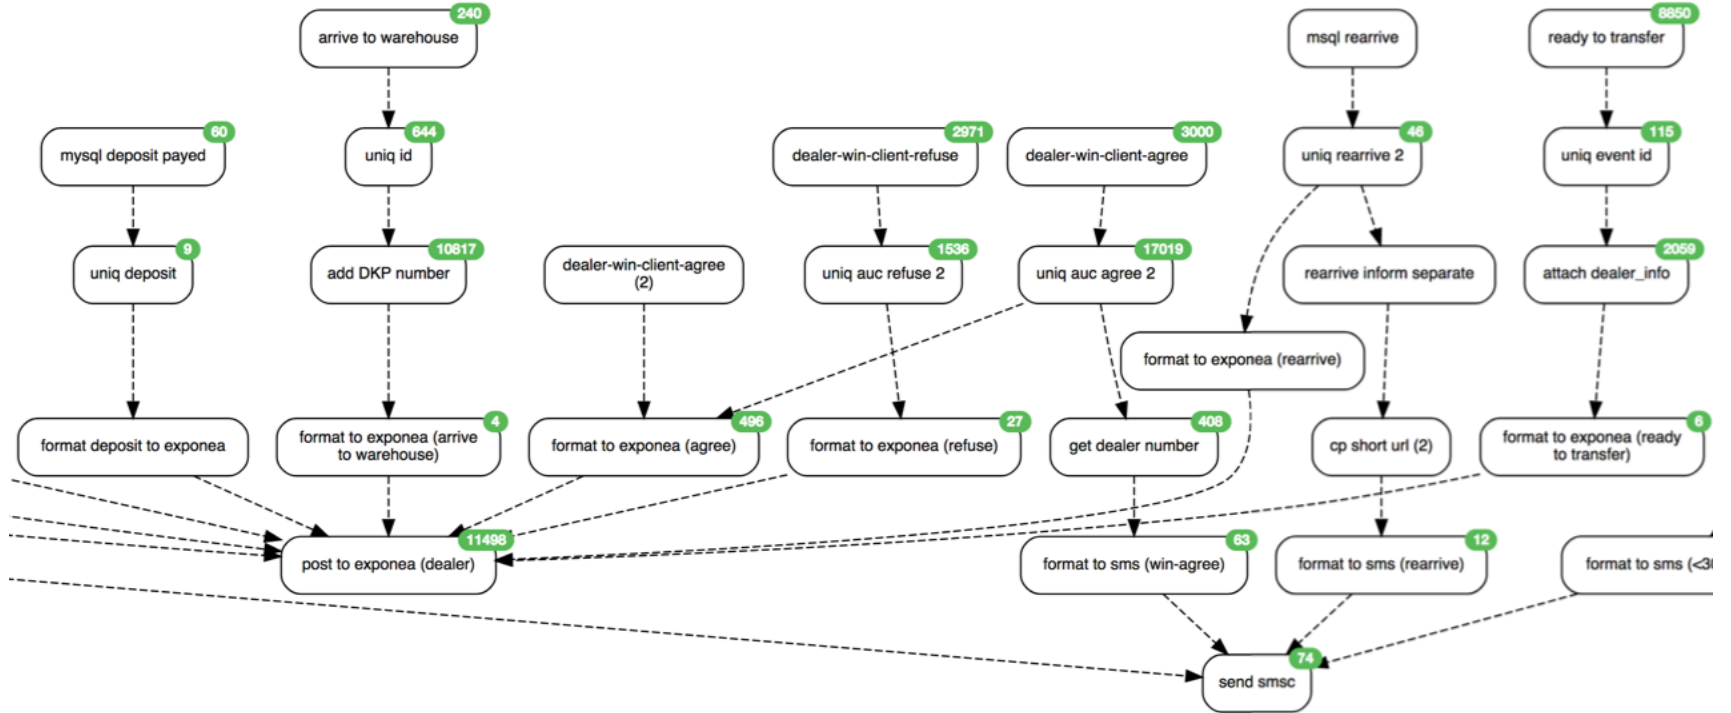 240
arrive to warehouse
msql rearrive
8850
ready to transfer
60
mysql deposit payed
644
uniq id
2971
dealer-win-client-refuse
3000
dealer-win-client-agree
46
uniq rearrive 2
115
uniq event id
9
uniq deposit
10817
add DKP number
dealer-win-client-agree
(2)
1536
uniq auc refuse 2
17019
uniq auc agree 2
rearrive inform separate
2059
attach dealer_info
format to exponea (rearrive)
format deposit to exponea
4
format to exponea (arrive
to warehouse)
496
format to exponea (agree)
27
format to exponea (refuse)
408
get dealer number
cp short url (2)
6
format to exponea (ready
to transfer)
11498
post to exponea (dealer)
63
format to sms (win-agree)
12
format to sms (rearrive)
format to sms (<30
74
send smsc